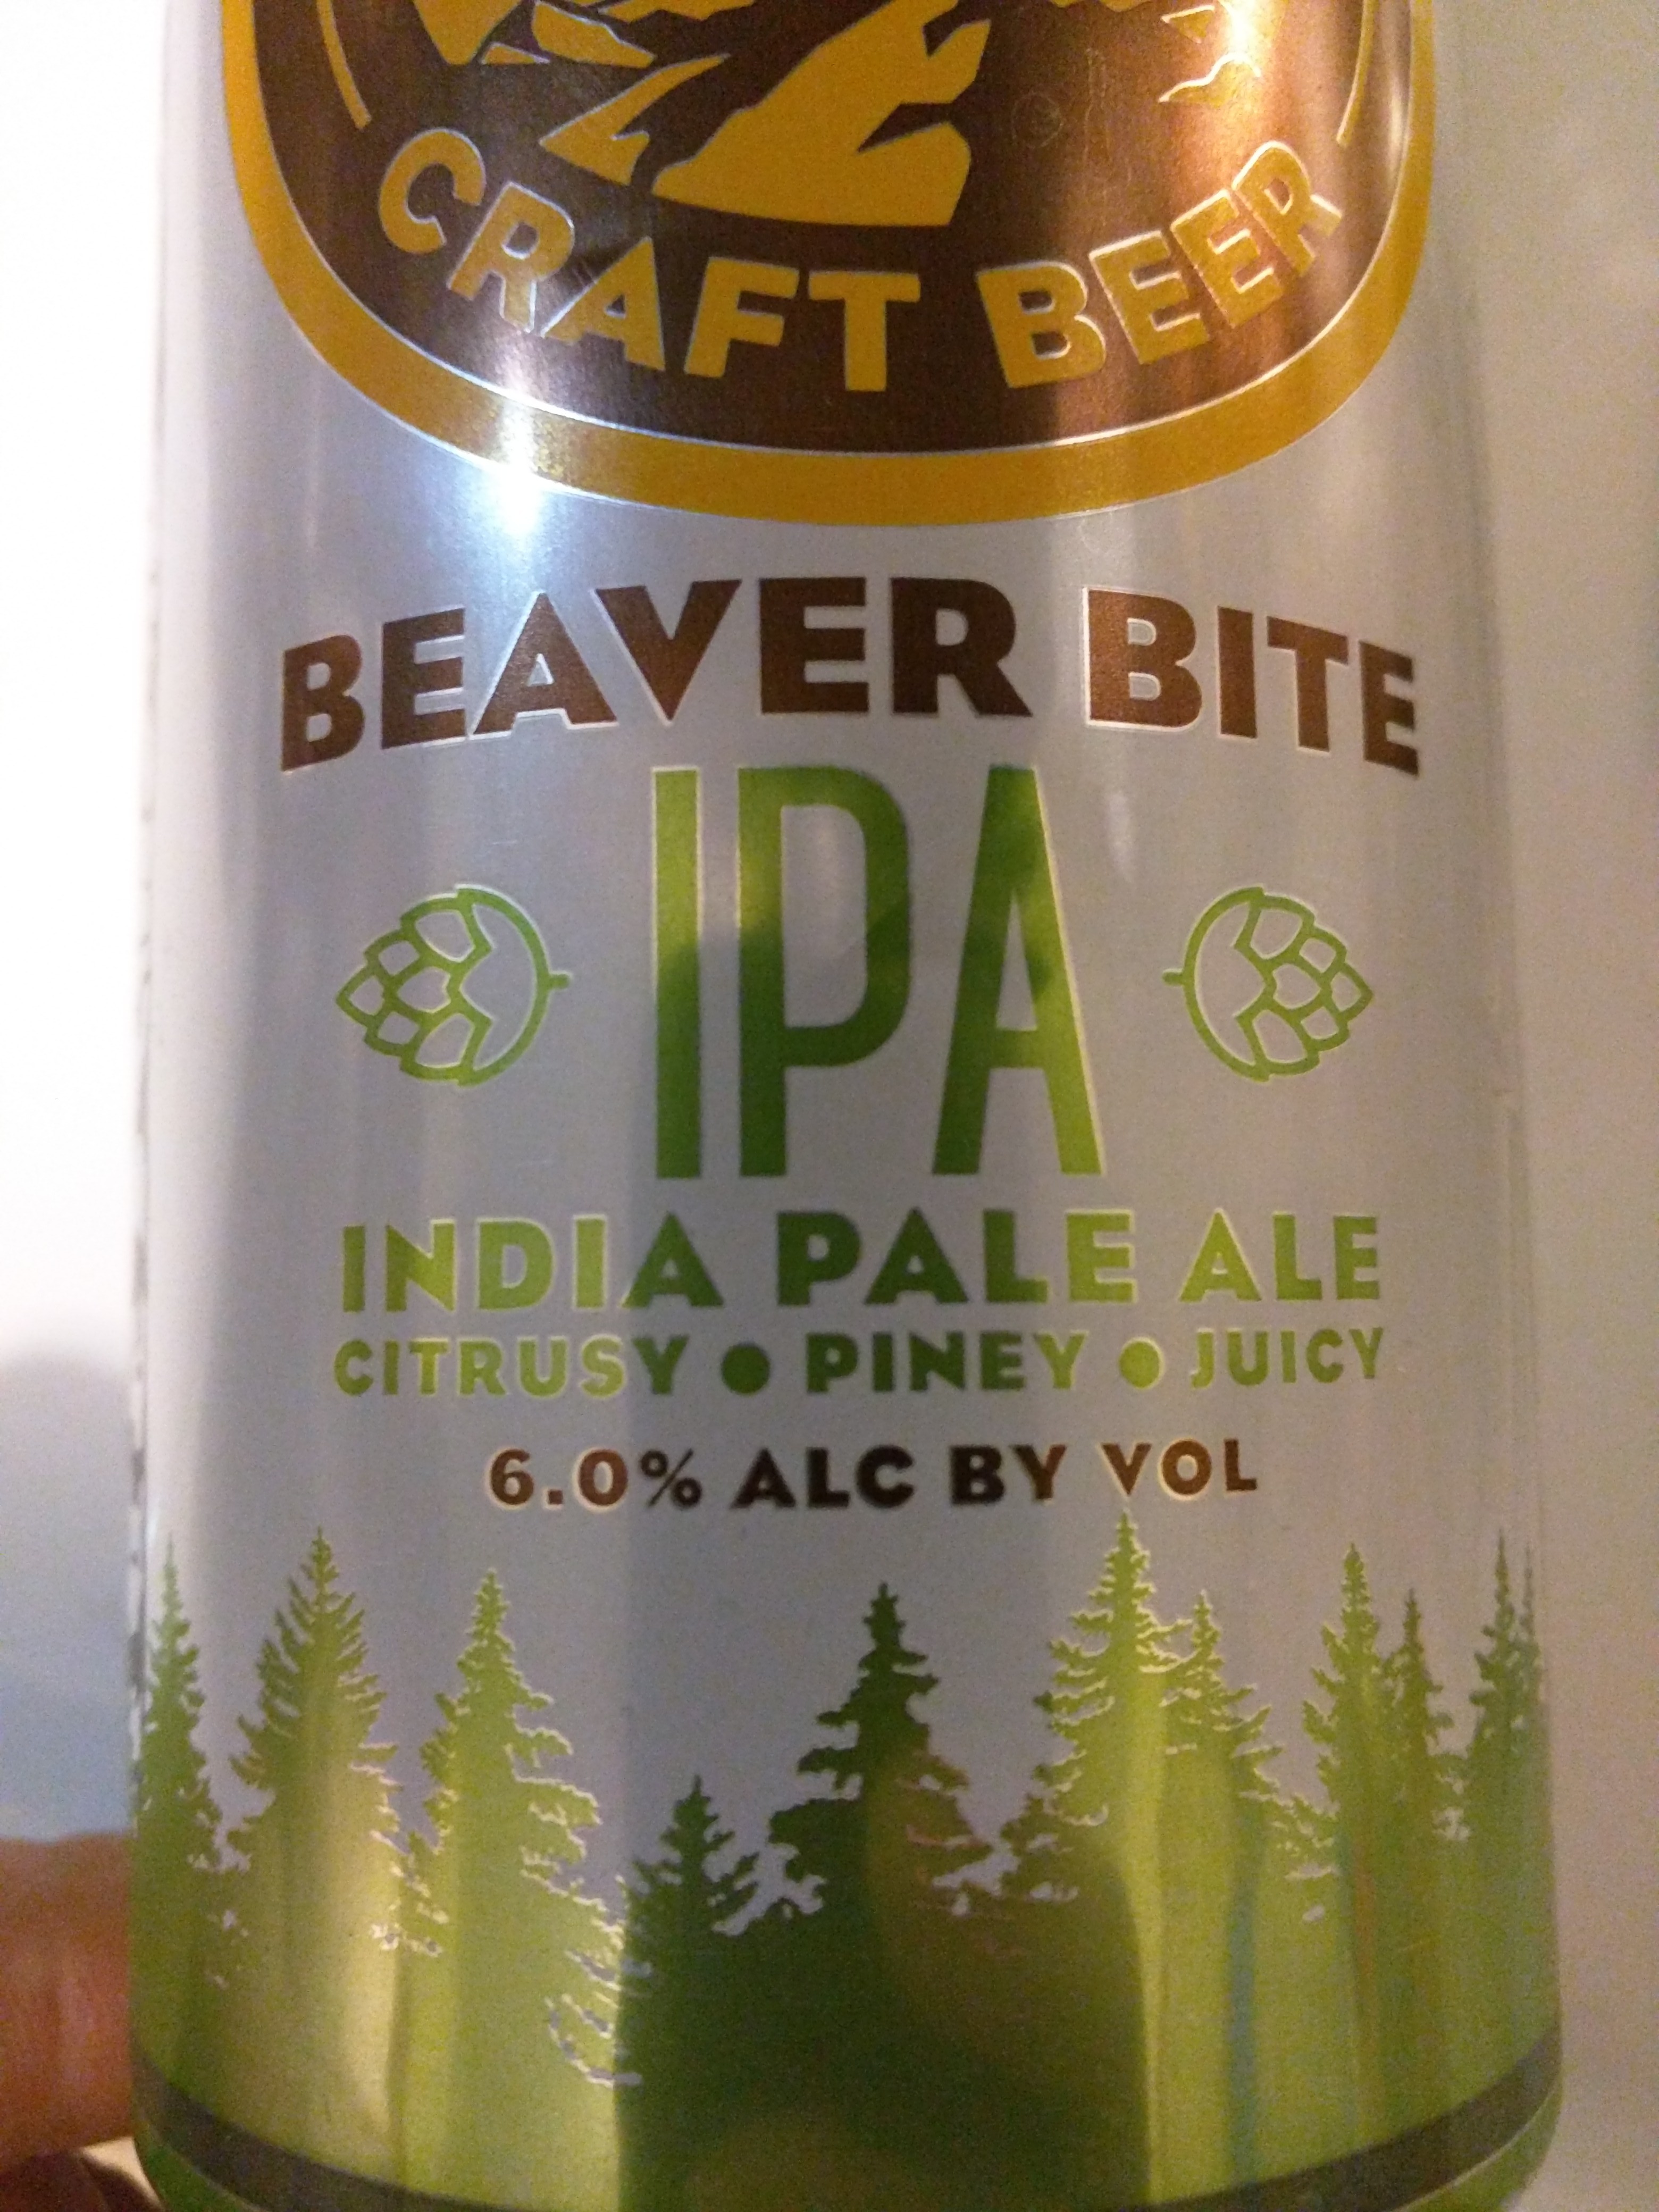 CRAFT BEER
BEAVER BITE
IPA
INDIA PALE ALE
CITRUSY • PINEY • JUICY
6.0% ALC BY VOL